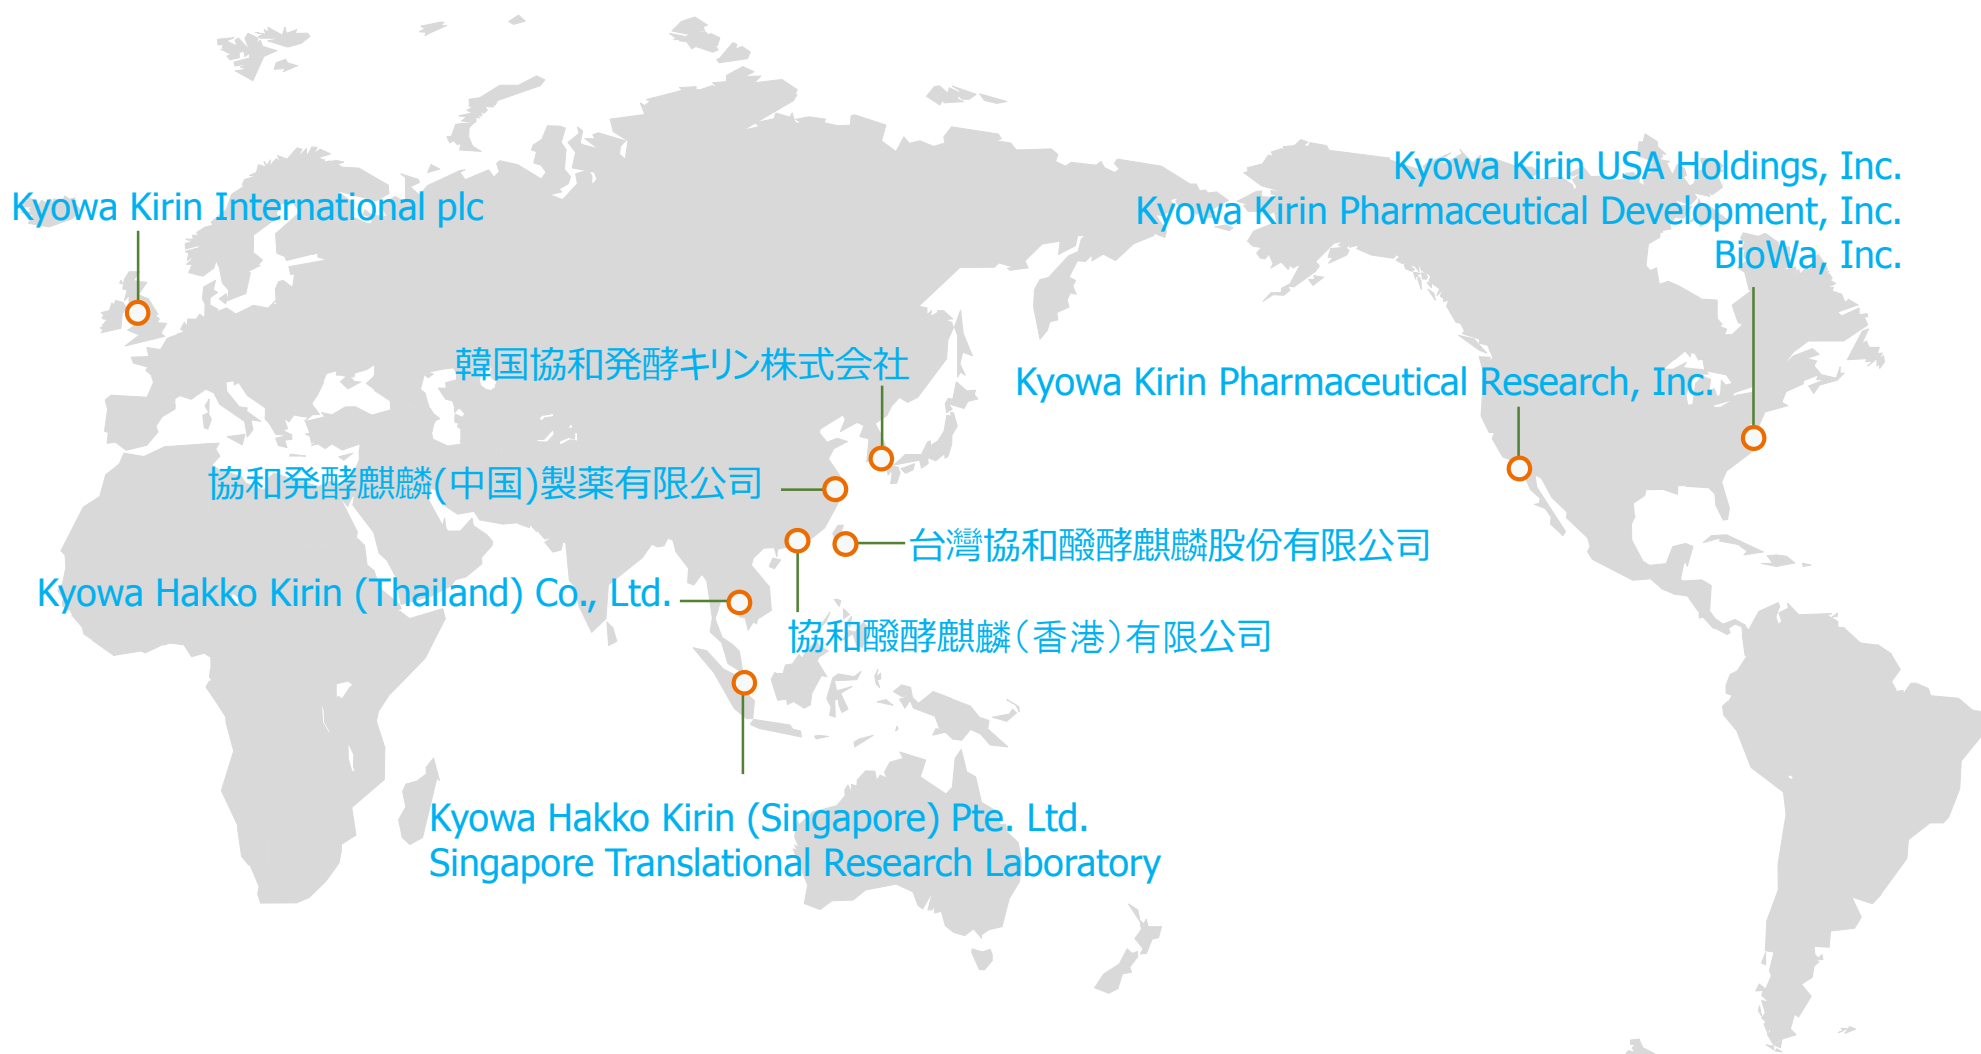 Kyowa Kirin USA Holdings, Inc.
Kyowa Kirin Pharmaceutical Development, Inc.
BioWa, Inc.
Kyowa Kirin International plc
韓国協和発酵キリン株式会社
Kyowa Kirin Pharmaceutical Research, Inc.
協和発酵麒麟(中国)製薬有限公司
台灣協和醱酵麒麟股份有限公司
Kyowa Hakko Kirin (Thailand) Co., Ltd.
協和醱酵麒麟（香港）有限公司
Kyowa Hakko Kirin (Singapore) Pte. Ltd.
Singapore Translational Research Laboratory